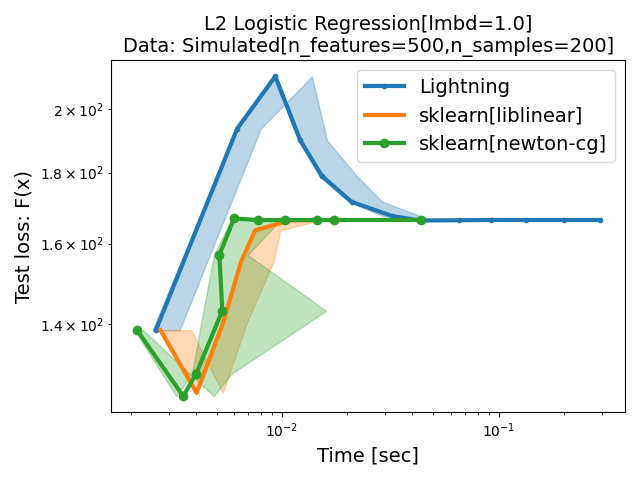 L2 Logistic Regression[lmbd=1.0]
Data: Simulated[n_features=500,n_samples=200]
Lightning
sklearn[liblinear]
sklearn[newton-cg]
Test loss: F(x)
2 × 10²
1.8 × 10²
1.6 × 10²
1.4 × 10²
10⁻²
10⁻¹
Time [sec]